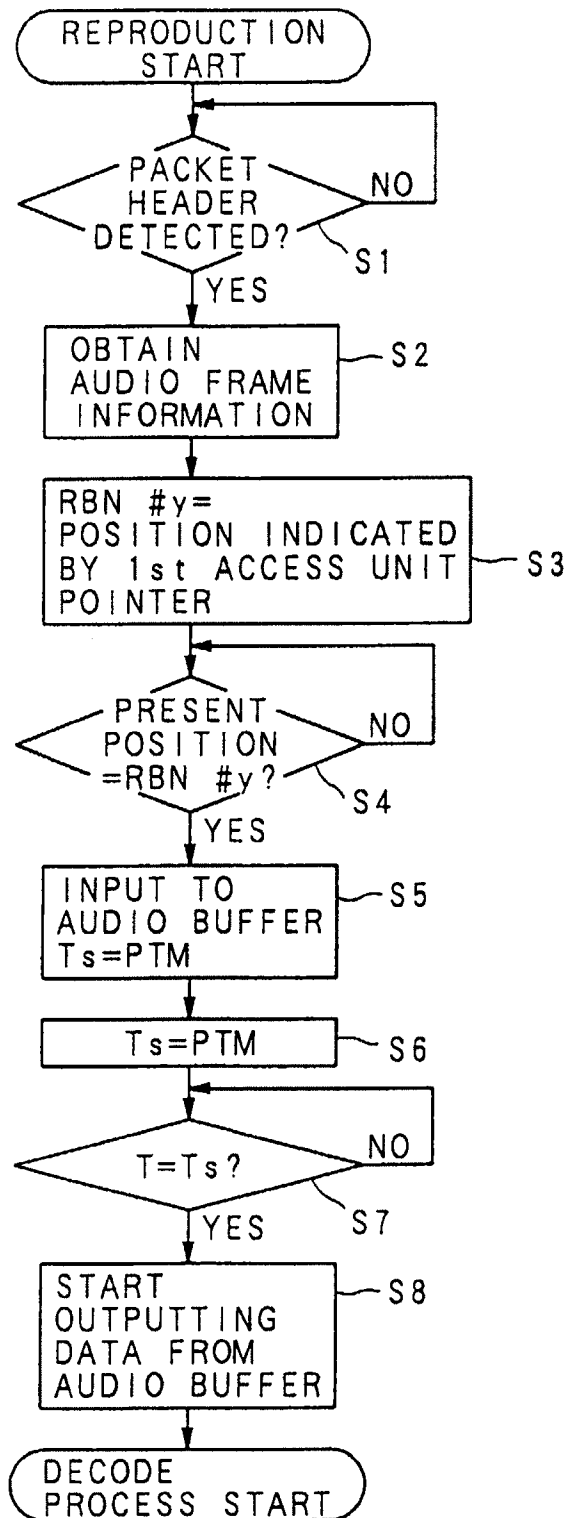 REPRODUCTION
START
PACKET
HEADER
DETECTED?
NO
S1
YES
OBTAIN
AUDIO FRAME
INFORMATION
S2
RBN #y=
POSITION INDICATED
BY 1st ACCESS UNIT
POINTER
S3
PRESENT
POSITION
=RBN #y?
NO
S4
YES
INPUT TO
AUDIO BUFFER
Ts=PTM
S5
Ts=PTM
S6
T=Ts?
NO
S7
YES
START
OUTPUTTING
DATA FROM
AUDIO BUFFER
S8
DECODE
PROCESS START